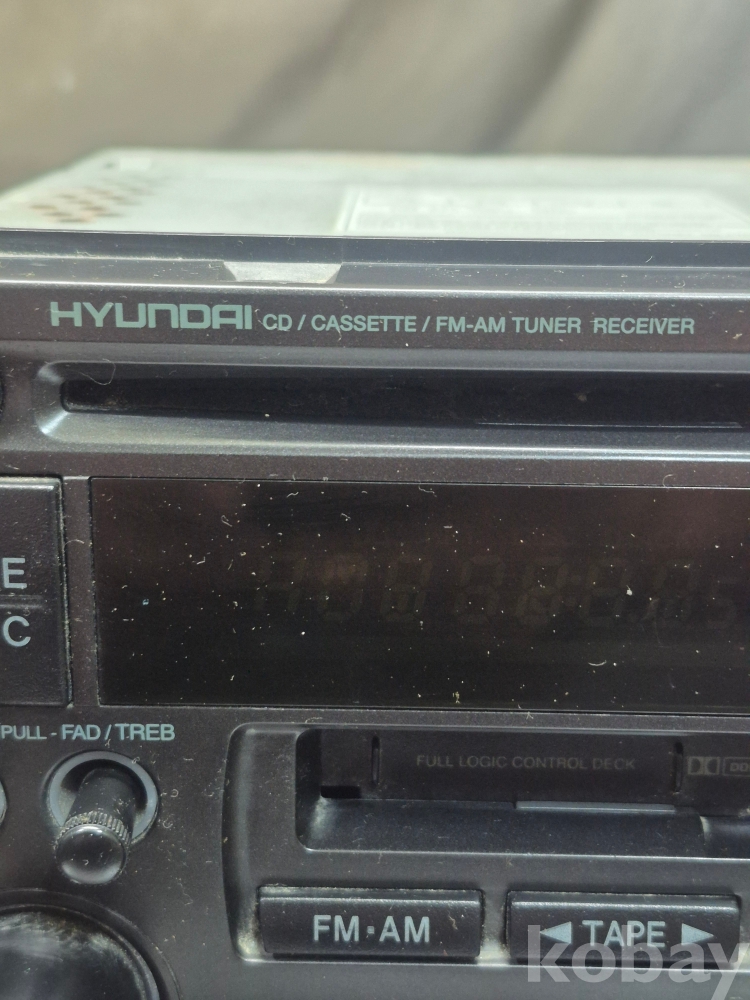 HYUNDAI CD / CASSETTE / FM-AM TUNER RECEIVER
E
C
PULL - FAD / TREB
FULL LOGIC CONTROL DECK
FM·AM
◀ TAPE ▶
kobay